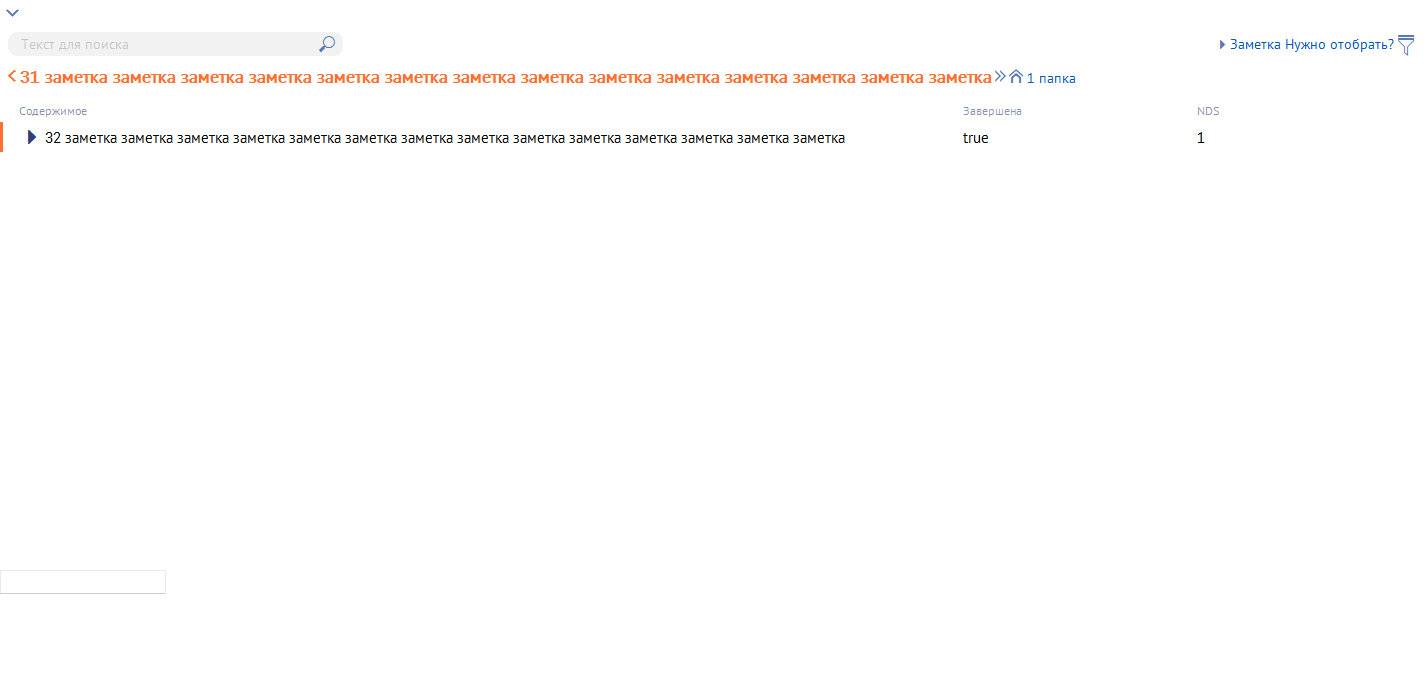 Текст для поиска
Заметка Нужно отобрать?
31 заметка заметка заметка заметка заметка заметка заметка заметка заметка заметка заметка заметка заметка заметка
1 папка
Содержимое Завершена NDS
32 заметка заметка заметка заметка заметка заметка заметка заметка заметка заметка заметка заметка заметка заметка true 1